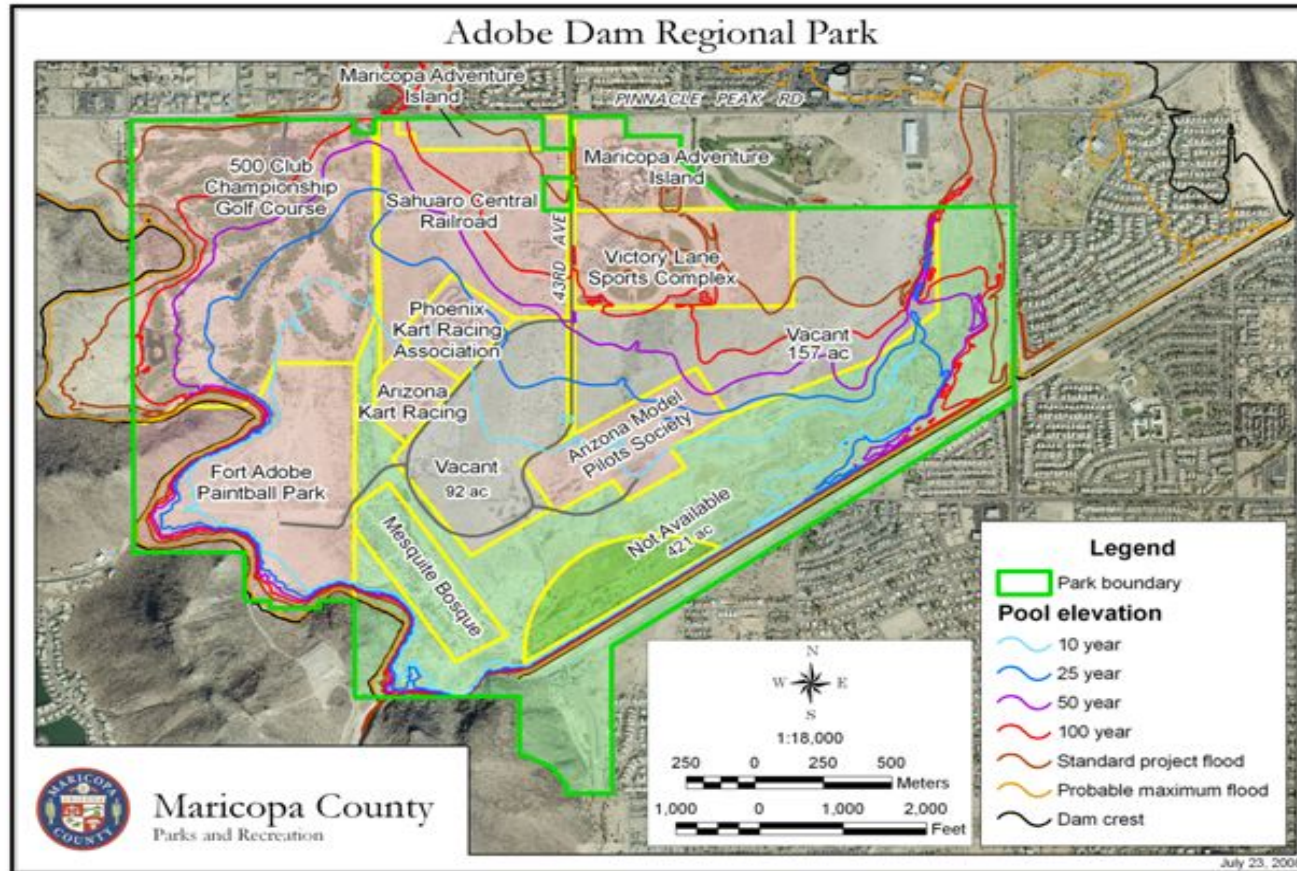 Adobe Dam Regional Park
Maricopa Adventure
Island
PINNACLE PEAK RD
500 Club
Championship
Golf Course
Sahuaro Central
Railroad
43RD AVE
Maricopa Adventure
Island
Victory Lane
Sports Complex
Phoenix
Kart Racing
Association
Vacant
157 ac
Arizona
Kart Racing
Arizona Model
Pilots Society
Fort Adobe
Paintball Park
Vacant
92 ac
Mesquite Bosque
Not Available
421 ac
Legend
Park boundary
Pool elevation
10 year
25 year
50 year
100 year
Standard project flood
Probable maximum flood
Dam crest
N
W E
S
1:18,000
250 0 250 500
Meters
1,000 0 1,000 2,000
Feet
MARICOPA
COUNTY
Maricopa County
Parks and Recreation
July 23,